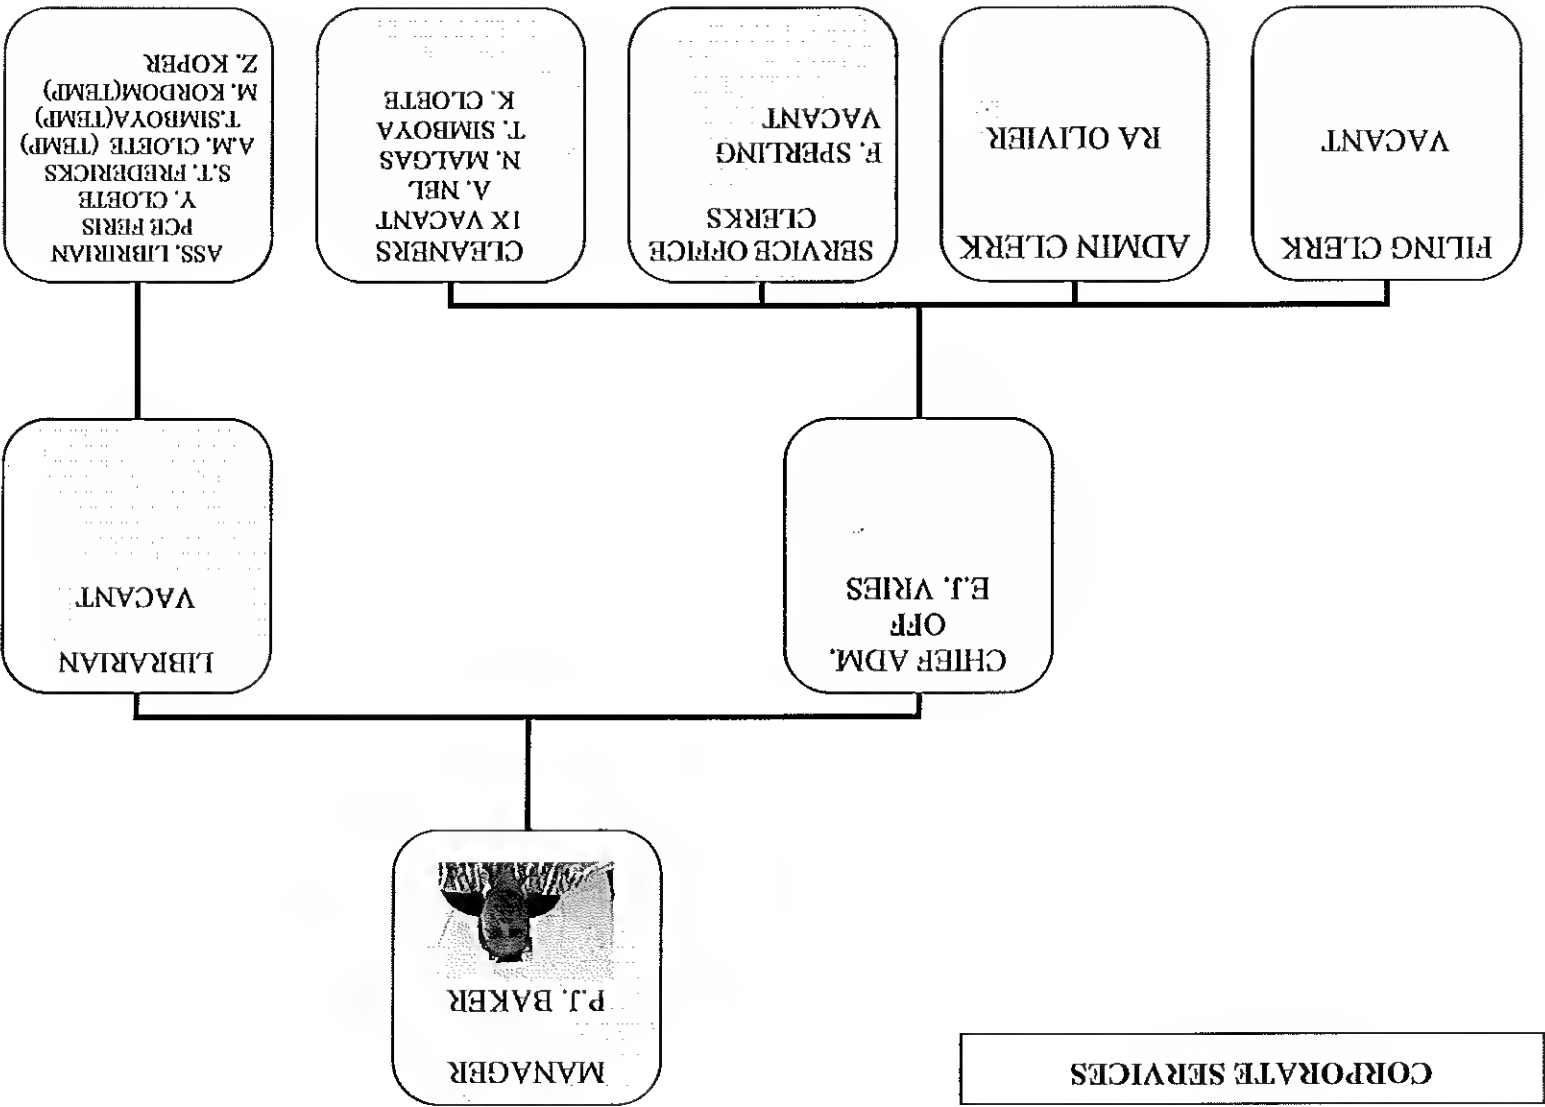 CORPORATE SERVICES
MANAGER
P.J. BAKER
CHIEF ADM.
OFF
E.J. VRIES
LIBRARIAN
VACANT
FILING CLERK
VACANT
ADMIN CLERK
RA OLIVIER
SERVICE OFFICE
CLERKS
F. SPERLING
VACANT
CLEANERS
1X VACANT
A. NEL
N. MALGAS
T. SIMBOYA
K. CLOETE
ASS. LIBRIRIAN
PCE FERIS
Y. CLOETE
S.T. FREDERICKS
A.M. CLOETE (TEMP)
T.SIMBOYA(TEMP)
M. KORDOM(TEMP)
Z. KOPER